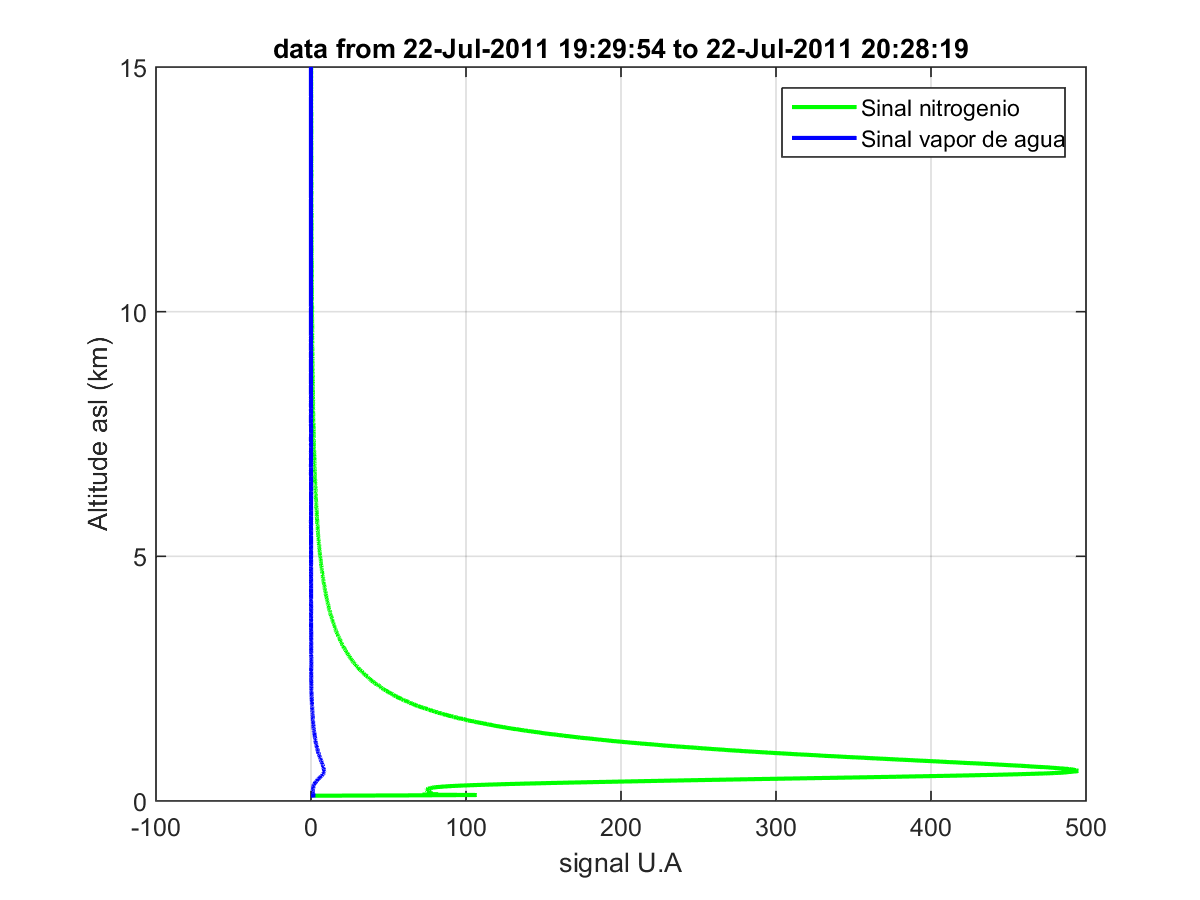 data from 22-Jul-2011 19:29:54 to 22-Jul-2011 20:28:19
Sinal nitrogenio
Sinal vapor de agua
15
10
5
0
Altitude asl (km)
-100 0 100 200 300 400 500
signal U.A